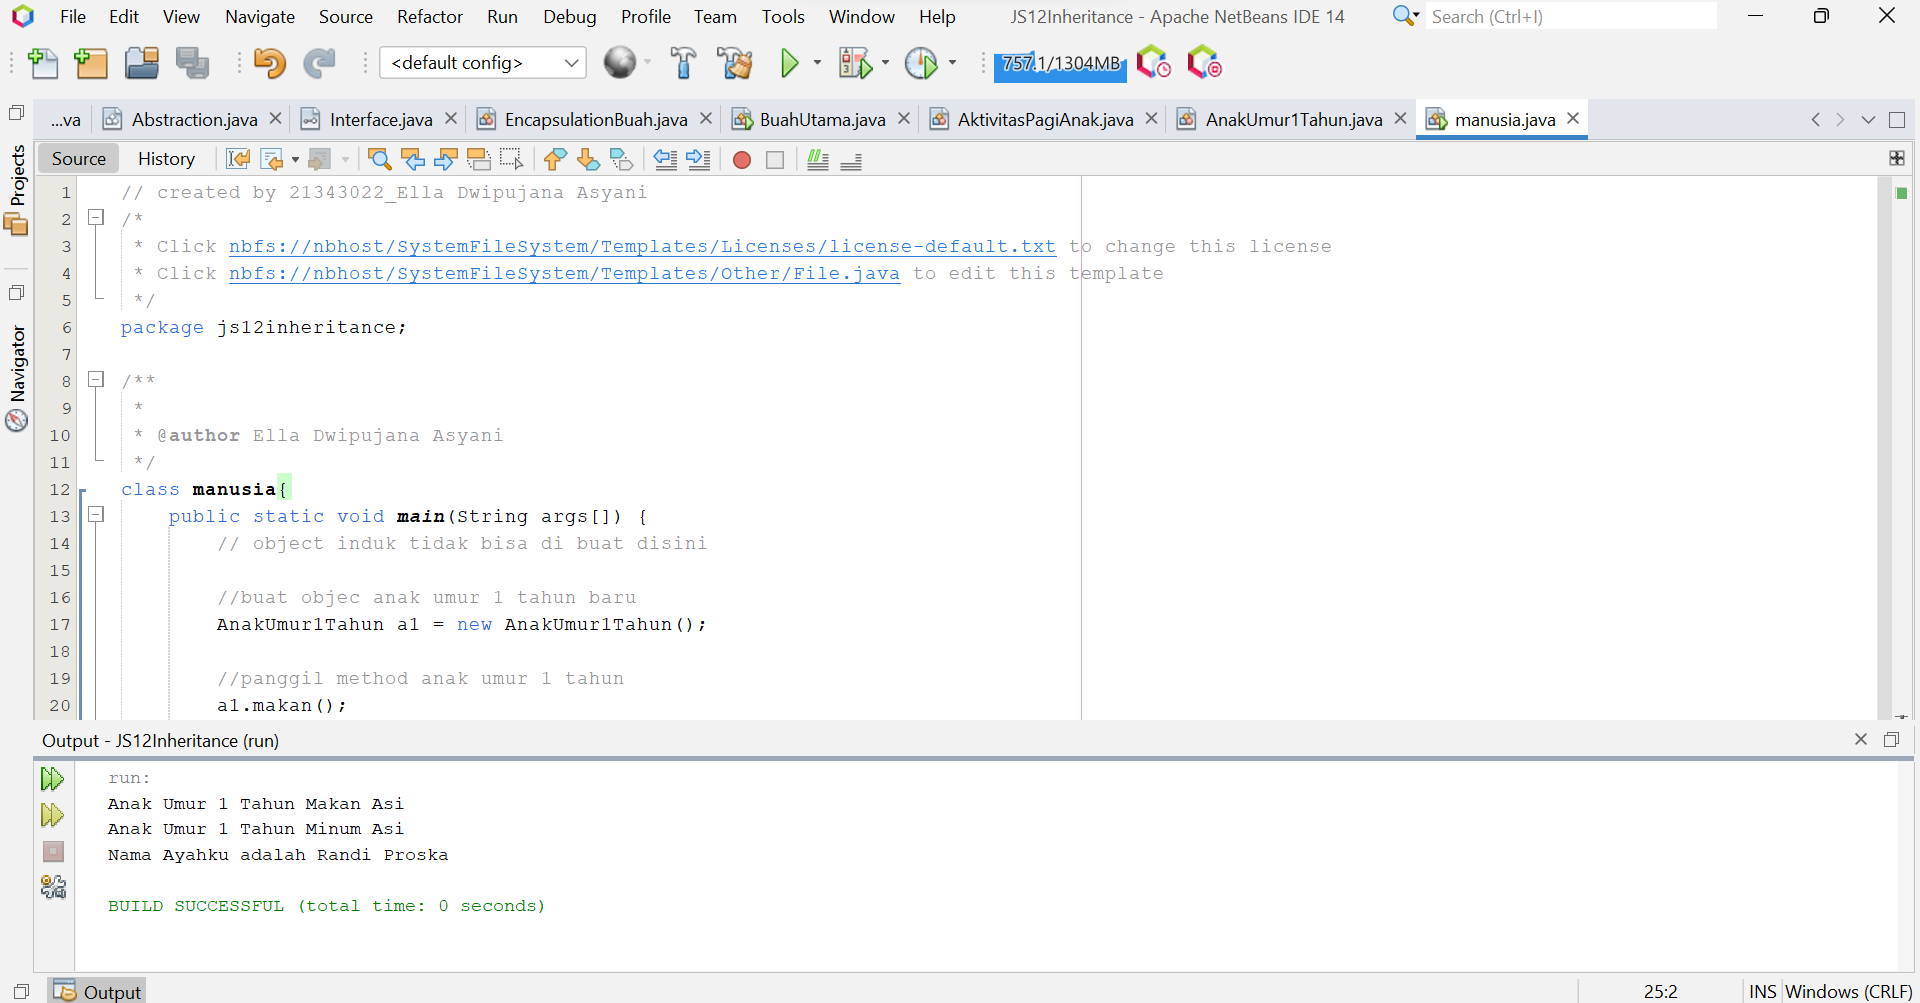 File Edit View Navigate Source Refactor Run Debug Profile Team Tools Window Help JS12Inheritance - Apache NetBeans IDE 14 Search (Ctrl+I)
<default config> 757.1/1304MB
...va Abstraction.java Interface.java EncapsulationBuah.java BuahUtama.java AktivitasPagiAnak.java AnakUmur1Tahun.java manusia.java
Source History
Projects
Navigator
1 // created by 21343022_Ella Dwipujana Asyani
2 /*
3 * Click nbfs://nbhost/SystemFileSystem/Templates/Licenses/license-default.txt to change this license
4 * Click nbfs://nbhost/SystemFileSystem/Templates/Other/File.java to edit this template
5 */
6 package js12inheritance;
7
8 /**
9 *
10 * @author Ella Dwipujana Asyani
11 */
12 class manusia{
13 public static void main(String args[]) {
14 // object induk tidak bisa di buat disini
15
16 //buat objec anak umur 1 tahun baru
17 AnakUmur1Tahun a1 = new AnakUmur1Tahun();
18
19 //panggil method anak umur 1 tahun
20 a1.makan();
Output - JS12Inheritance (run)
run:
Anak Umur 1 Tahun Makan Asi
Anak Umur 1 Tahun Minum Asi
Nama Ayahku adalah Randi Proska
BUILD SUCCESSFUL (total time: 0 seconds)
Output 25:2 INS Windows (CRLF)